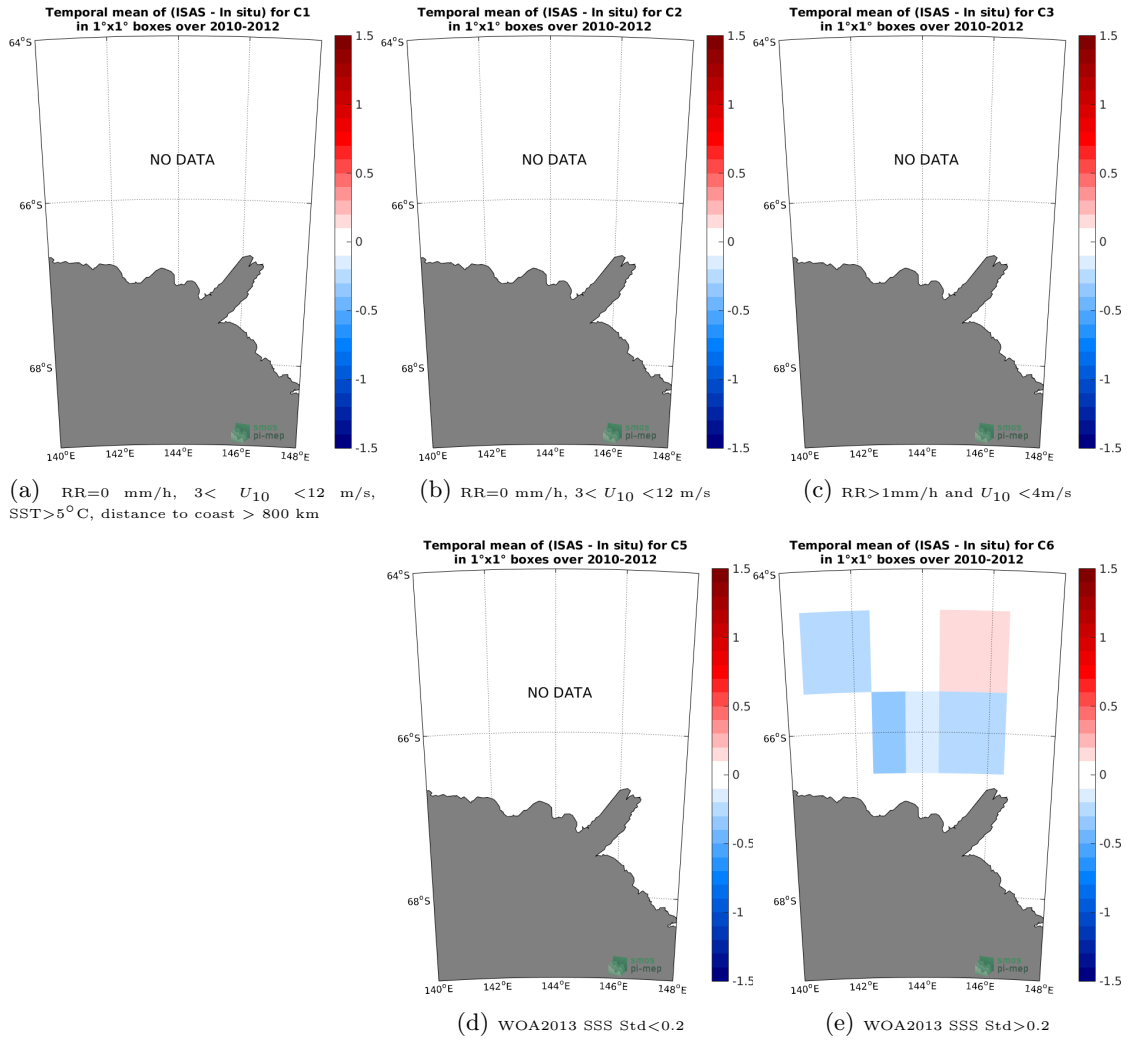 Temporal mean of (ISAS - In situ) for C1
in 1°x1° boxes over 2010-2012
64°S
66°S
68°S
140°E
142°E
144°E
146°E
148°E
NO DATA
1.5
1
0.5
0
-0.5
-1
-1.5
smos
pi-mep
(a) RR=0 mm/h, 3< U10 <12 m/s,
SST>5°C, distance to coast > 800 km
Temporal mean of (ISAS - In situ) for C2
in 1°x1° boxes over 2010-2012
64°S
66°S
68°S
140°E
142°E
144°E
146°E
148°E
NO DATA
1.5
1
0.5
0
-0.5
-1
-1.5
smos
pi-mep
(b) RR=0 mm/h, 3< U10 <12 m/s
Temporal mean of (ISAS - In situ) for C3
in 1°x1° boxes over 2010-2012
64°S
66°S
68°S
140°E
142°E
144°E
146°E
148°E
NO DATA
1.5
1
0.5
0
-0.5
-1
-1.5
smos
pi-mep
(c) RR>1mm/h and U10 <4m/s
Temporal mean of (ISAS - In situ) for C5
in 1°x1° boxes over 2010-2012
64°S
66°S
68°S
140°E
142°E
144°E
146°E
148°E
NO DATA
1.5
1
0.5
0
-0.5
-1
-1.5
smos
pi-mep
(d) WOA2013 SSS Std<0.2
Temporal mean of (ISAS - In situ) for C6
in 1°x1° boxes over 2010-2012
64°S
66°S
68°S
140°E
142°E
144°E
146°E
148°E
1.5
1
0.5
0
-0.5
-1
-1.5
smos
pi-mep
(e) WOA2013 SSS Std>0.2